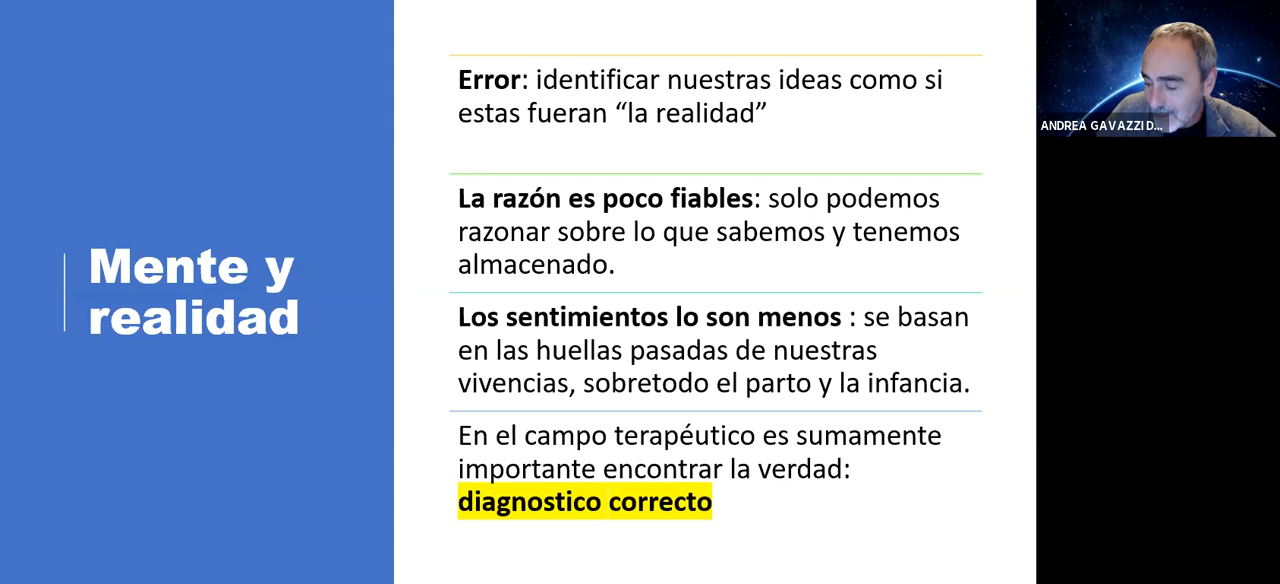 Mente y
realidad
Error: identificar nuestras ideas como si
estas fueran “la realidad”
La razón es poco fiables: solo podemos
razonar sobre lo que sabemos y tenemos
almacenado.
Los sentimientos lo son menos : se basan
en las huellas pasadas de nuestras
vivencias, sobretodo el parto y la infancia.
En el campo terapéutico es sumamente
importante encontrar la verdad:
diagnostico correcto
ANDREA GAVAZZI D...